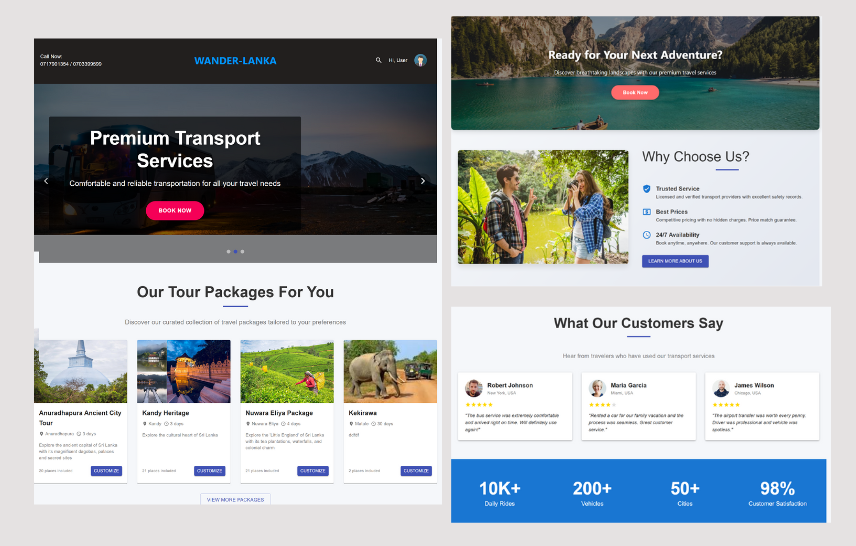 Call Now:
0717901354 / 0703399599
WANDER-LANKA
Hi, User
Premium Transport
Services
Comfortable and reliable transportation for all your travel needs
BOOK NOW
Our Tour Packages For You
Discover our curated collection of travel packages tailored to your preferences
Anuradhapura Ancient City
Tour
Anuradhapura
3 days
Explore the ancient capital of Sri Lanka
with its magnificent dagobas, palaces
and sacred sites
places included
CUSTOMIZE
Kandy Heritage
Kandy
3 days
Explore the cultural heart of Sri Lanka
places included
CUSTOMIZE
Nuwara Eliya Package
Nuwara Eliya
4 days
Explore the 'Little England' of Sri Lanka
with its tea plantations, waterfalls, and
colonial charm
places included
CUSTOMIZE
Kekirawa
30 days
places included
CUSTOMIZE
VIEW MORE PACKAGES
Ready for Your Next Adventure?
Discover breathtaking landscapes with our premium travel services
Book Now
Why Choose Us?
Trusted Service
Licensed and verified transport providers with excellent safety records.
Best Prices
Competitive pricing with no hidden charges. Price match guarantee.
24/7 Availability
Book anytime, anywhere. Our customer support is always available.
LEARN MORE ABOUT US
What Our Customers Say
Hear from travelers who have used our transport services
Robert Johnson
New York, USA
"The bus service was extremely comfortable
and arrived right on time. Will definitely use
again!"
Maria Garcia
Miami, USA
"Rented a car for our family vacation and the
process was seamless. Great customer
service."
James Wilson
Chicago, USA
"The airport transfer was worth every penny.
Driver was professional and vehicle was
spotless."
10K+
Daily Rides
200+
Vehicles
50+
Cities
98%
Customer Satisfaction